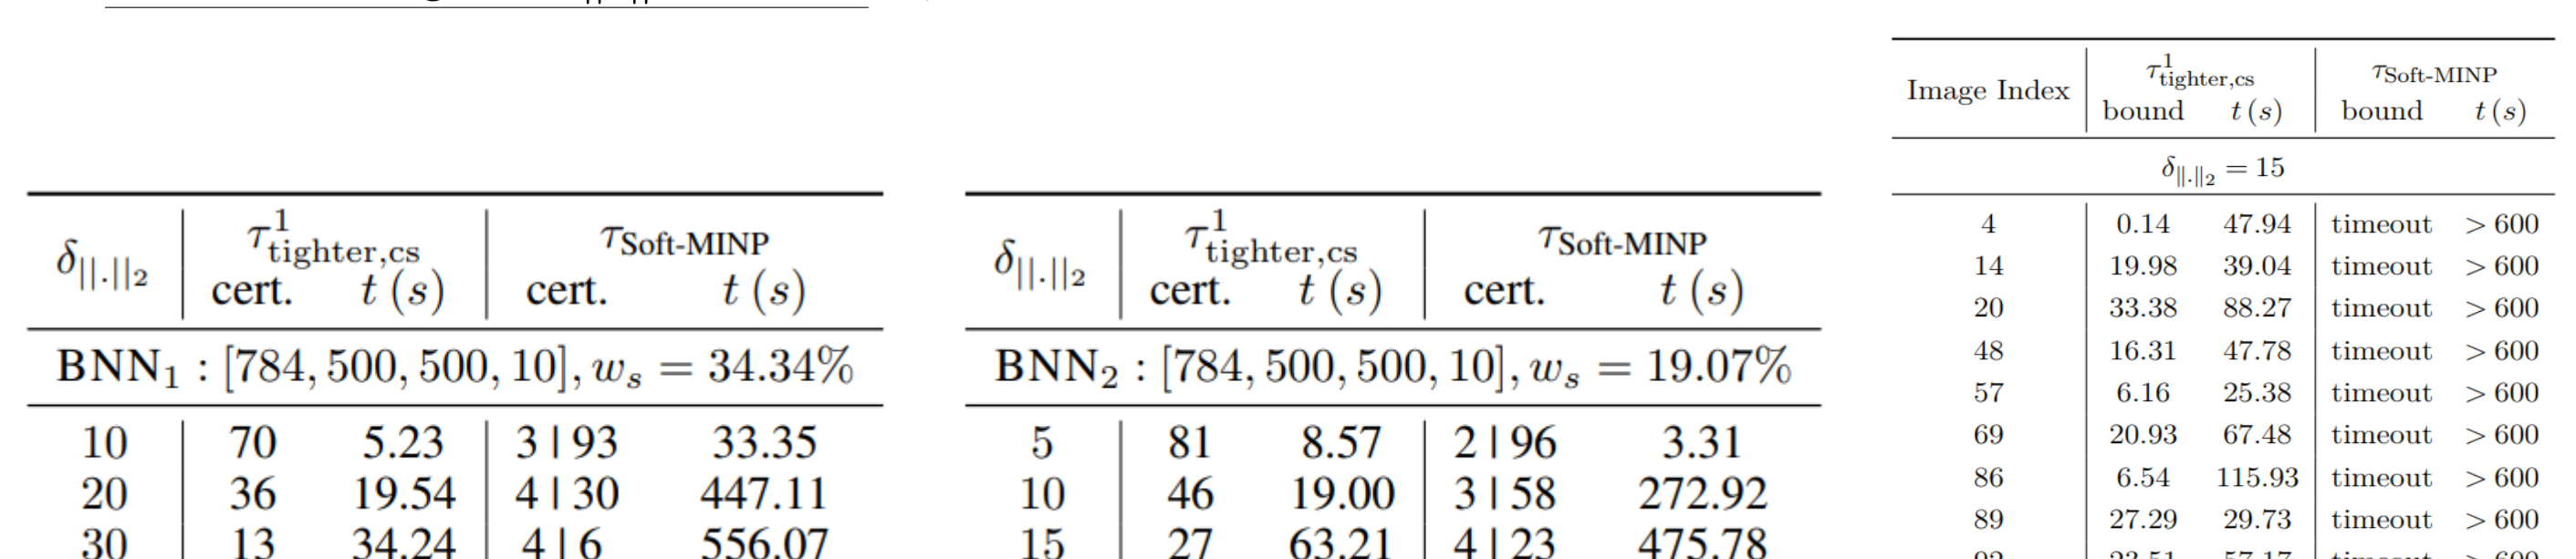 δ||.||2 | τ¹tighter,cs | τSoft-MINP
cert. t (s) | cert. t (s)
BNN₁ : [784, 500, 500, 10], wₛ = 34.34%
10 | 70 5.23 | 3 | 93 33.35
20 | 36 19.54 | 4 | 30 447.11
30 | 13 34.24 | 4 | 6 556.07
δ||.||2 | τ¹tighter,cs | τSoft-MINP
cert. t (s) | cert. t (s)
BNN₂ : [784, 500, 500, 10], wₛ = 19.07%
5 | 81 8.57 | 2 | 96 3.31
10 | 46 19.00 | 3 | 58 272.92
15 | 27 63.21 | 4 | 23 475.78
Image Index | τ¹tighter,cs | τSoft-MINP
bound t (s) | bound t (s)
δ||.||2 = 15
4 | 0.14 47.94 | timeout > 600
14 | 19.98 39.04 | timeout > 600
20 | 33.38 88.27 | timeout > 600
48 | 16.31 47.78 | timeout > 600
57 | 6.16 25.38 | timeout > 600
69 | 20.93 67.48 | timeout > 600
86 | 6.54 115.93 | timeout > 600
89 | 27.29 29.73 | timeout > 600